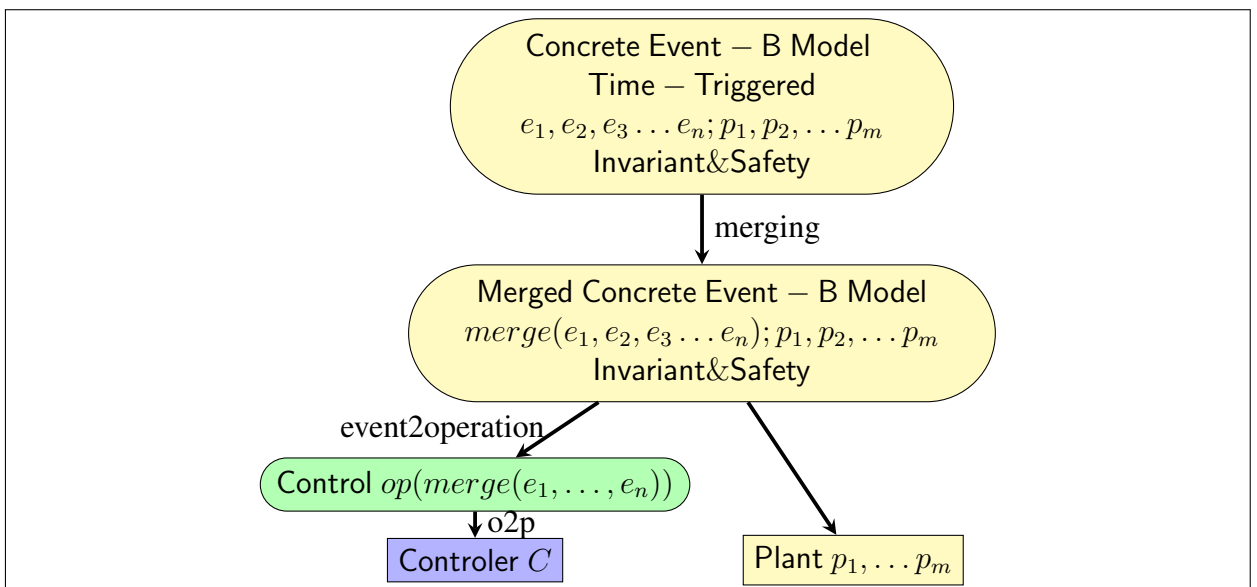 Concrete Event − B Model
Time − Triggered
e₁, e₂, e₃ … eₙ; p₁, p₂, … pₘ
Invariant&Safety
merging
Merged Concrete Event − B Model
merge(e₁, e₂, e₃ … eₙ); p₁, p₂, … pₘ
Invariant&Safety
event2operation
Control op(merge(e₁, … , eₙ))
o2p
Controler C
Plant p₁, … pₘ